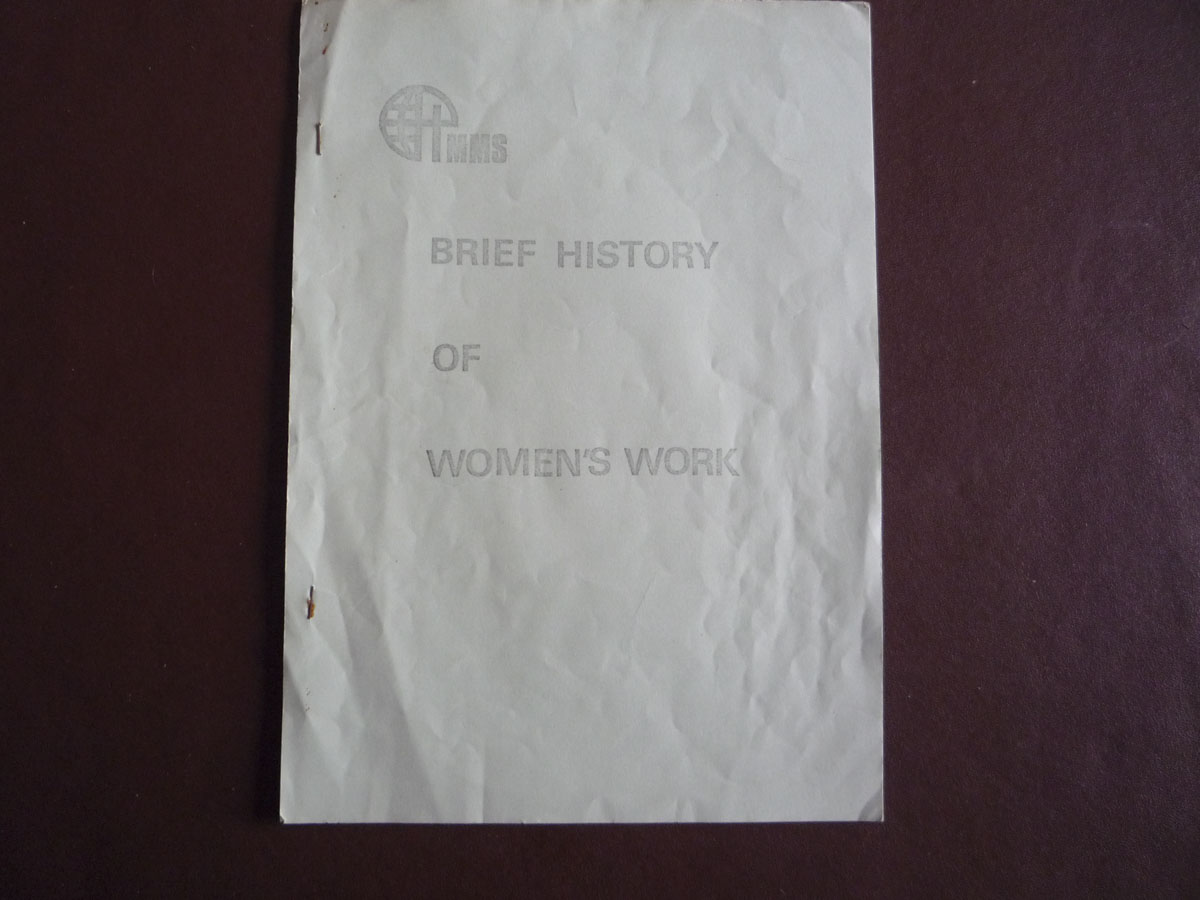 MMS
BRIEF HISTORY
OF
WOMEN'S WORK